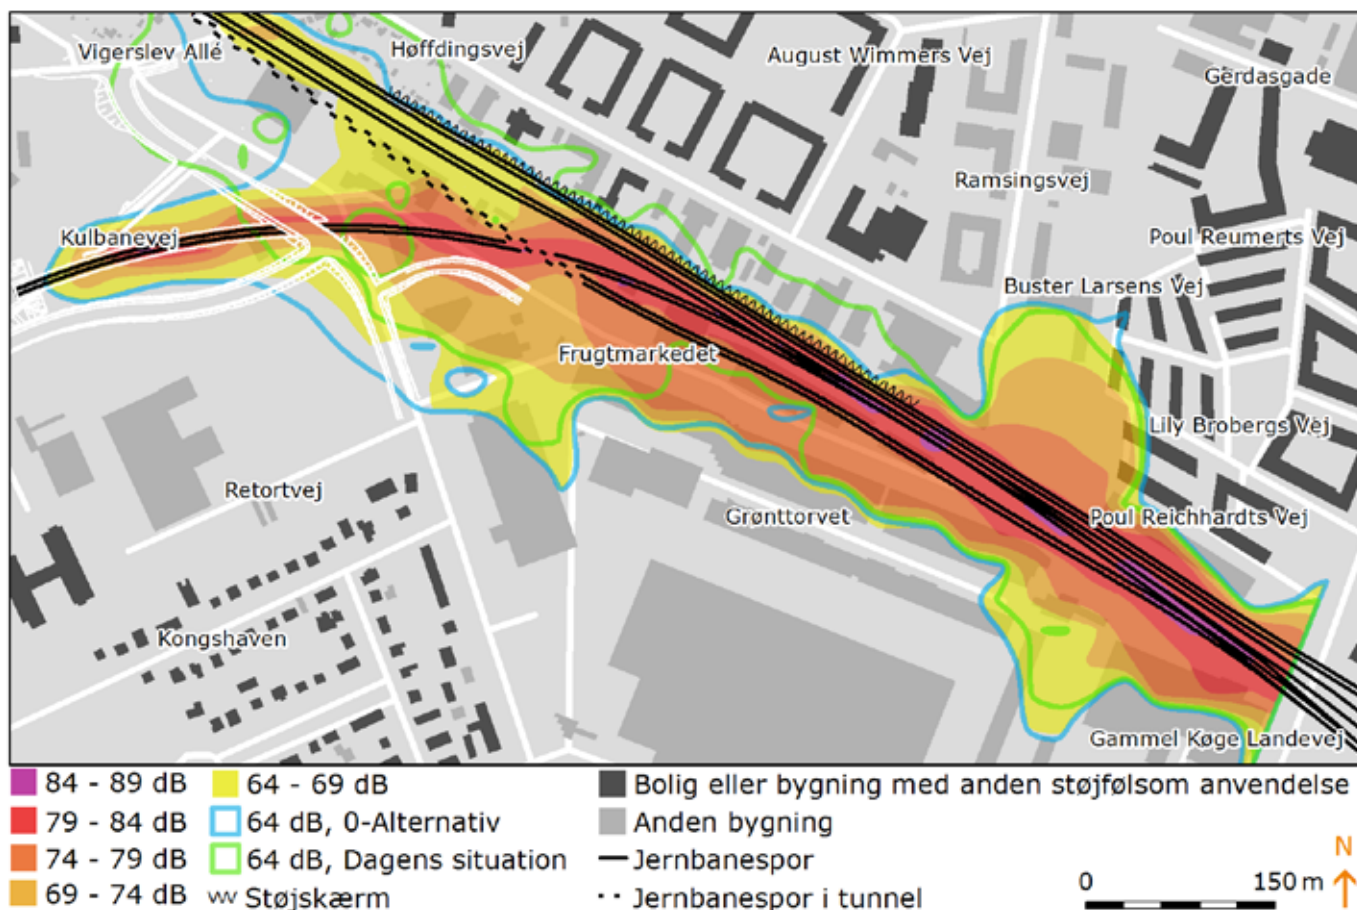 Vigerslev Allé
Høffdingsvej
August Wimmers Vej
Gerdasgade
Ramsingsvej
Kulbanevej
Poul Reumerts Vej
Buster Larsens Vej
Frugtmarkedet
Lily Brobergs Vej
Retortvej
Grønttorvet
Poul Reichhardts Vej
Kongshaven
Gammel Køge Landevej
84 - 89 dB
79 - 84 dB
74 - 79 dB
69 - 74 dB
64 - 69 dB
64 dB, 0-Alternativ
64 dB, Dagens situation
Støjskærm
Bolig eller bygning med anden støjfølsom anvendelse
Anden bygning
Jernbanespor
Jernbanespor i tunnel
0 150 m
N